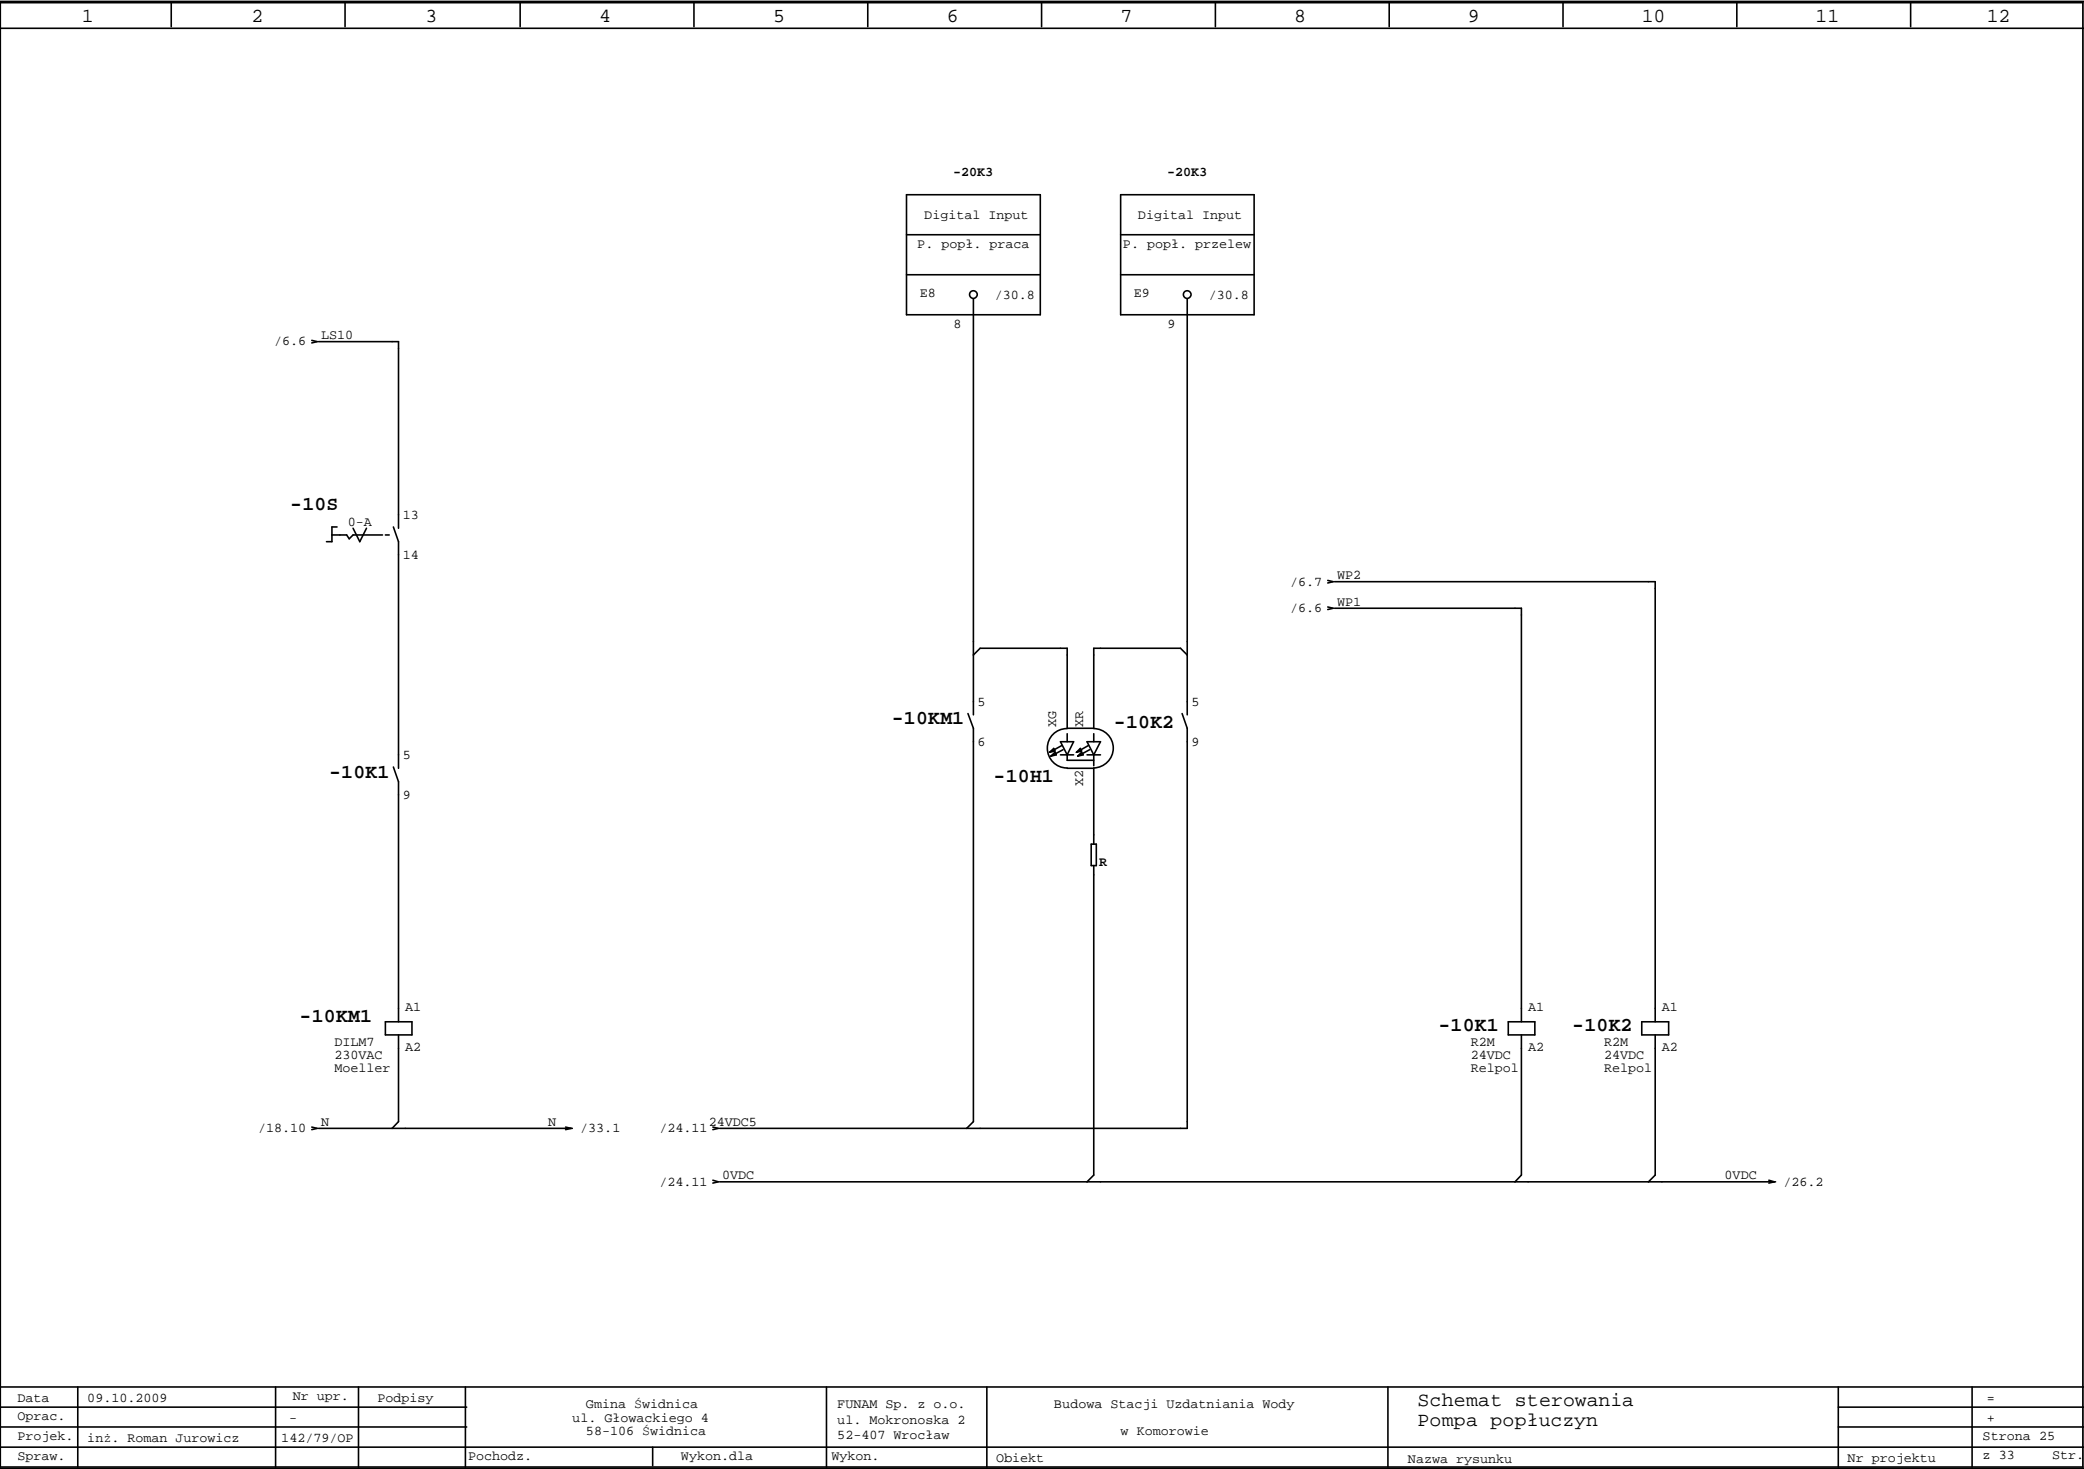 1 2 3 4 5 6 7 8 9 10 11 12
-20K3 -20K3
Digital Input Digital Input
P. popł. praca P. popł. przelew
E8 /30.8 E9 /30.8
8 9
/6.6 LS10
-10S
0-A
13
14
/6.7 WP2
/6.6 WP1
5 5
-10KM1 XG XR -10K2
6 9
-10H1 X2
5
-10K1
9
R
A1 A1 A1
-10KM1 -10K1 -10K2
A2 A2 A2
DILM7 R2M R2M
230VAC 24VDC 24VDC
Moeller Relpol Relpol
/18.10 N N /33.1 /24.11 24VDC5
/24.11 0VDC 0VDC /26.2
Data 09.10.2009 Nr upr. Podpisy
Oprac. -
Projek. inż. Roman Jurowicz 142/79/OP
Spraw.
Gmina Świdnica
ul. Głowackiego 4
58-106 Świdnica
Pochodz. Wykon.dla
FUNAM Sp. z o.o.
ul. Mokronoska 2
52-407 Wrocław
Wykon.
Budowa Stacji Uzdatniania Wody
w Komorowie
Obiekt
Schemat sterowania
Pompa popłuczyn
Nazwa rysunku
Nr projektu
=
+
Strona 25
z 33 Str.